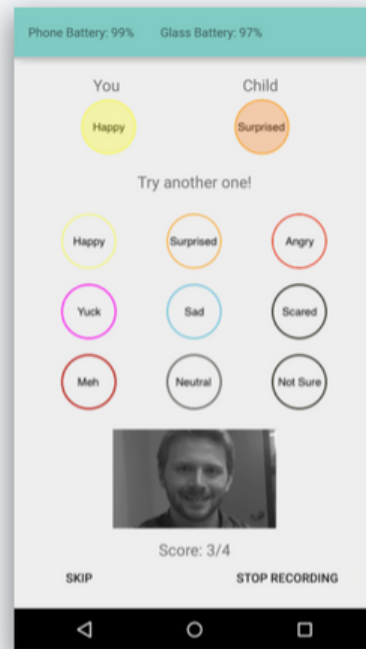 Phone Battery: 99% Glass Battery: 97%
You Child
Happy Surprised
Try another one!
Happy Surprised Angry
Yuck Sad Scared
Meh Neutral Not Sure
Score: 3/4
SKIP STOP RECORDING